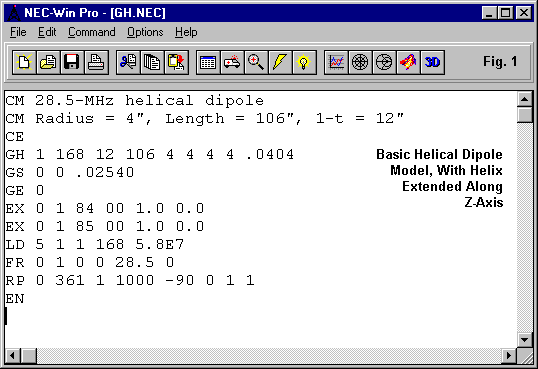 NEC-Win Pro - [GH.NEC]
File Edit Command Options Help
3D Fig. 1
CM 28.5-MHz helical dipole
CM Radius = 4", Length = 106", 1-t = 12"
CE
GH 1 168 12 106 4 4 4 4 .0404
GS 0 0 .02540
GE 0
EX 0 1 84 00 1.0 0.0
EX 0 1 85 00 1.0 0.0
LD 5 1 1 168 5.8E7
FR 0 1 0 0 28.5 0
RP 0 361 1 1000 -90 0 1 1
EN
Basic Helical Dipole
Model, With Helix
Extended Along
Z-Axis